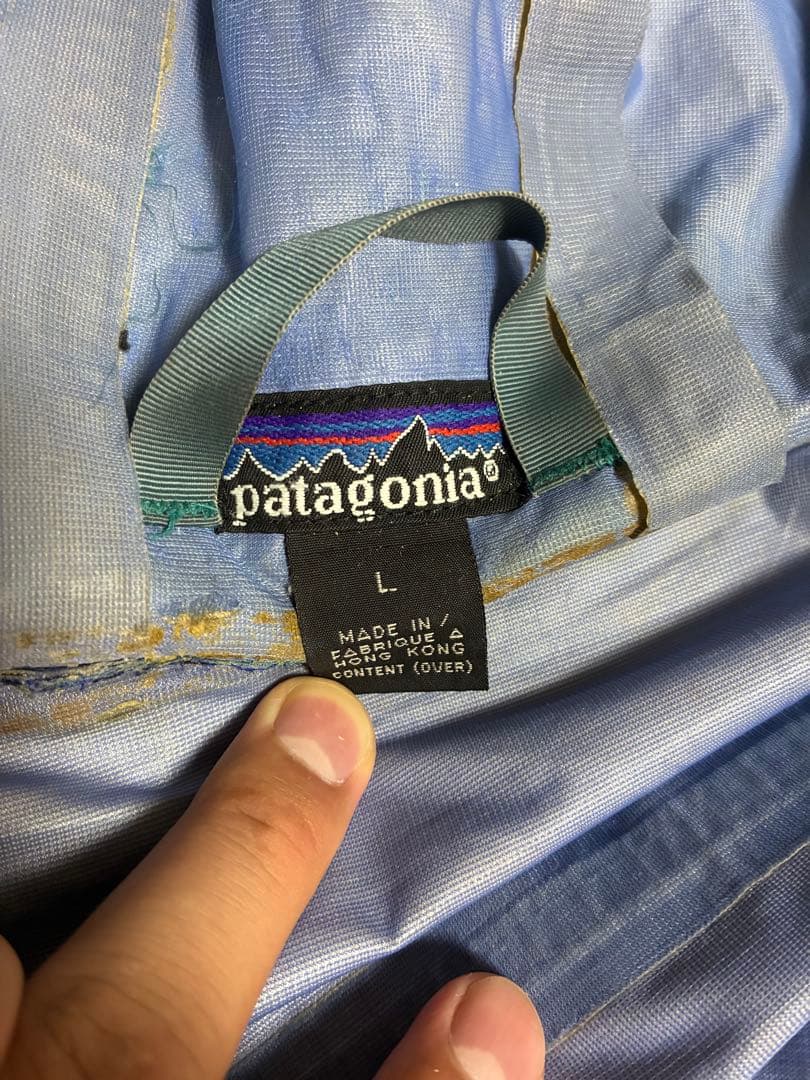 patagonia®
L
MADE IN /
FABRIQUE A
HONG KONG
CONTENT (OVER)